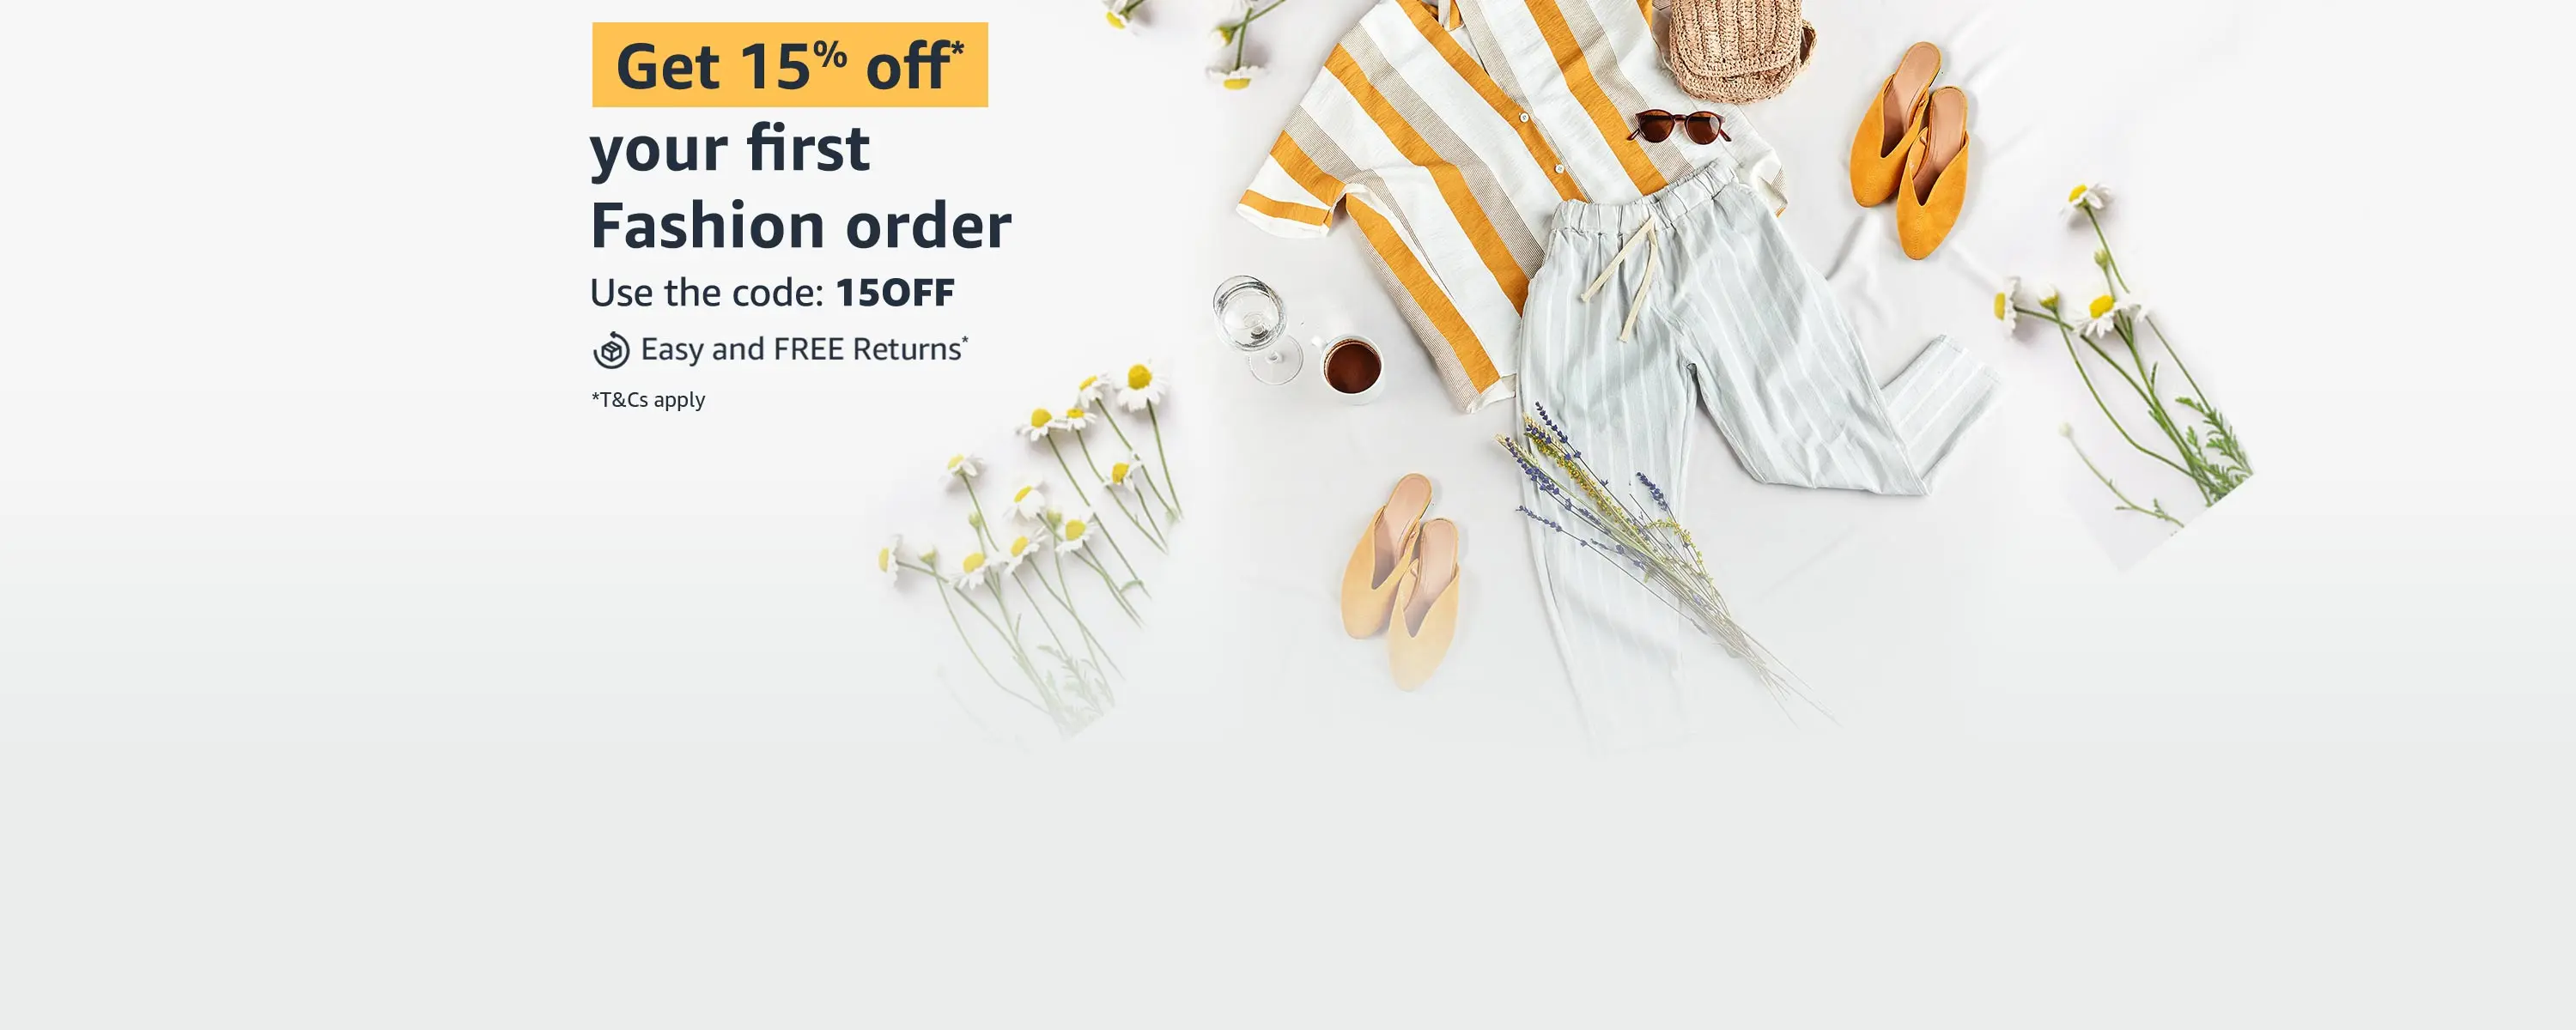 Get 15% off*
your first
Fashion order
Use the code: 15OFF
Easy and FREE Returns*
*T&Cs apply